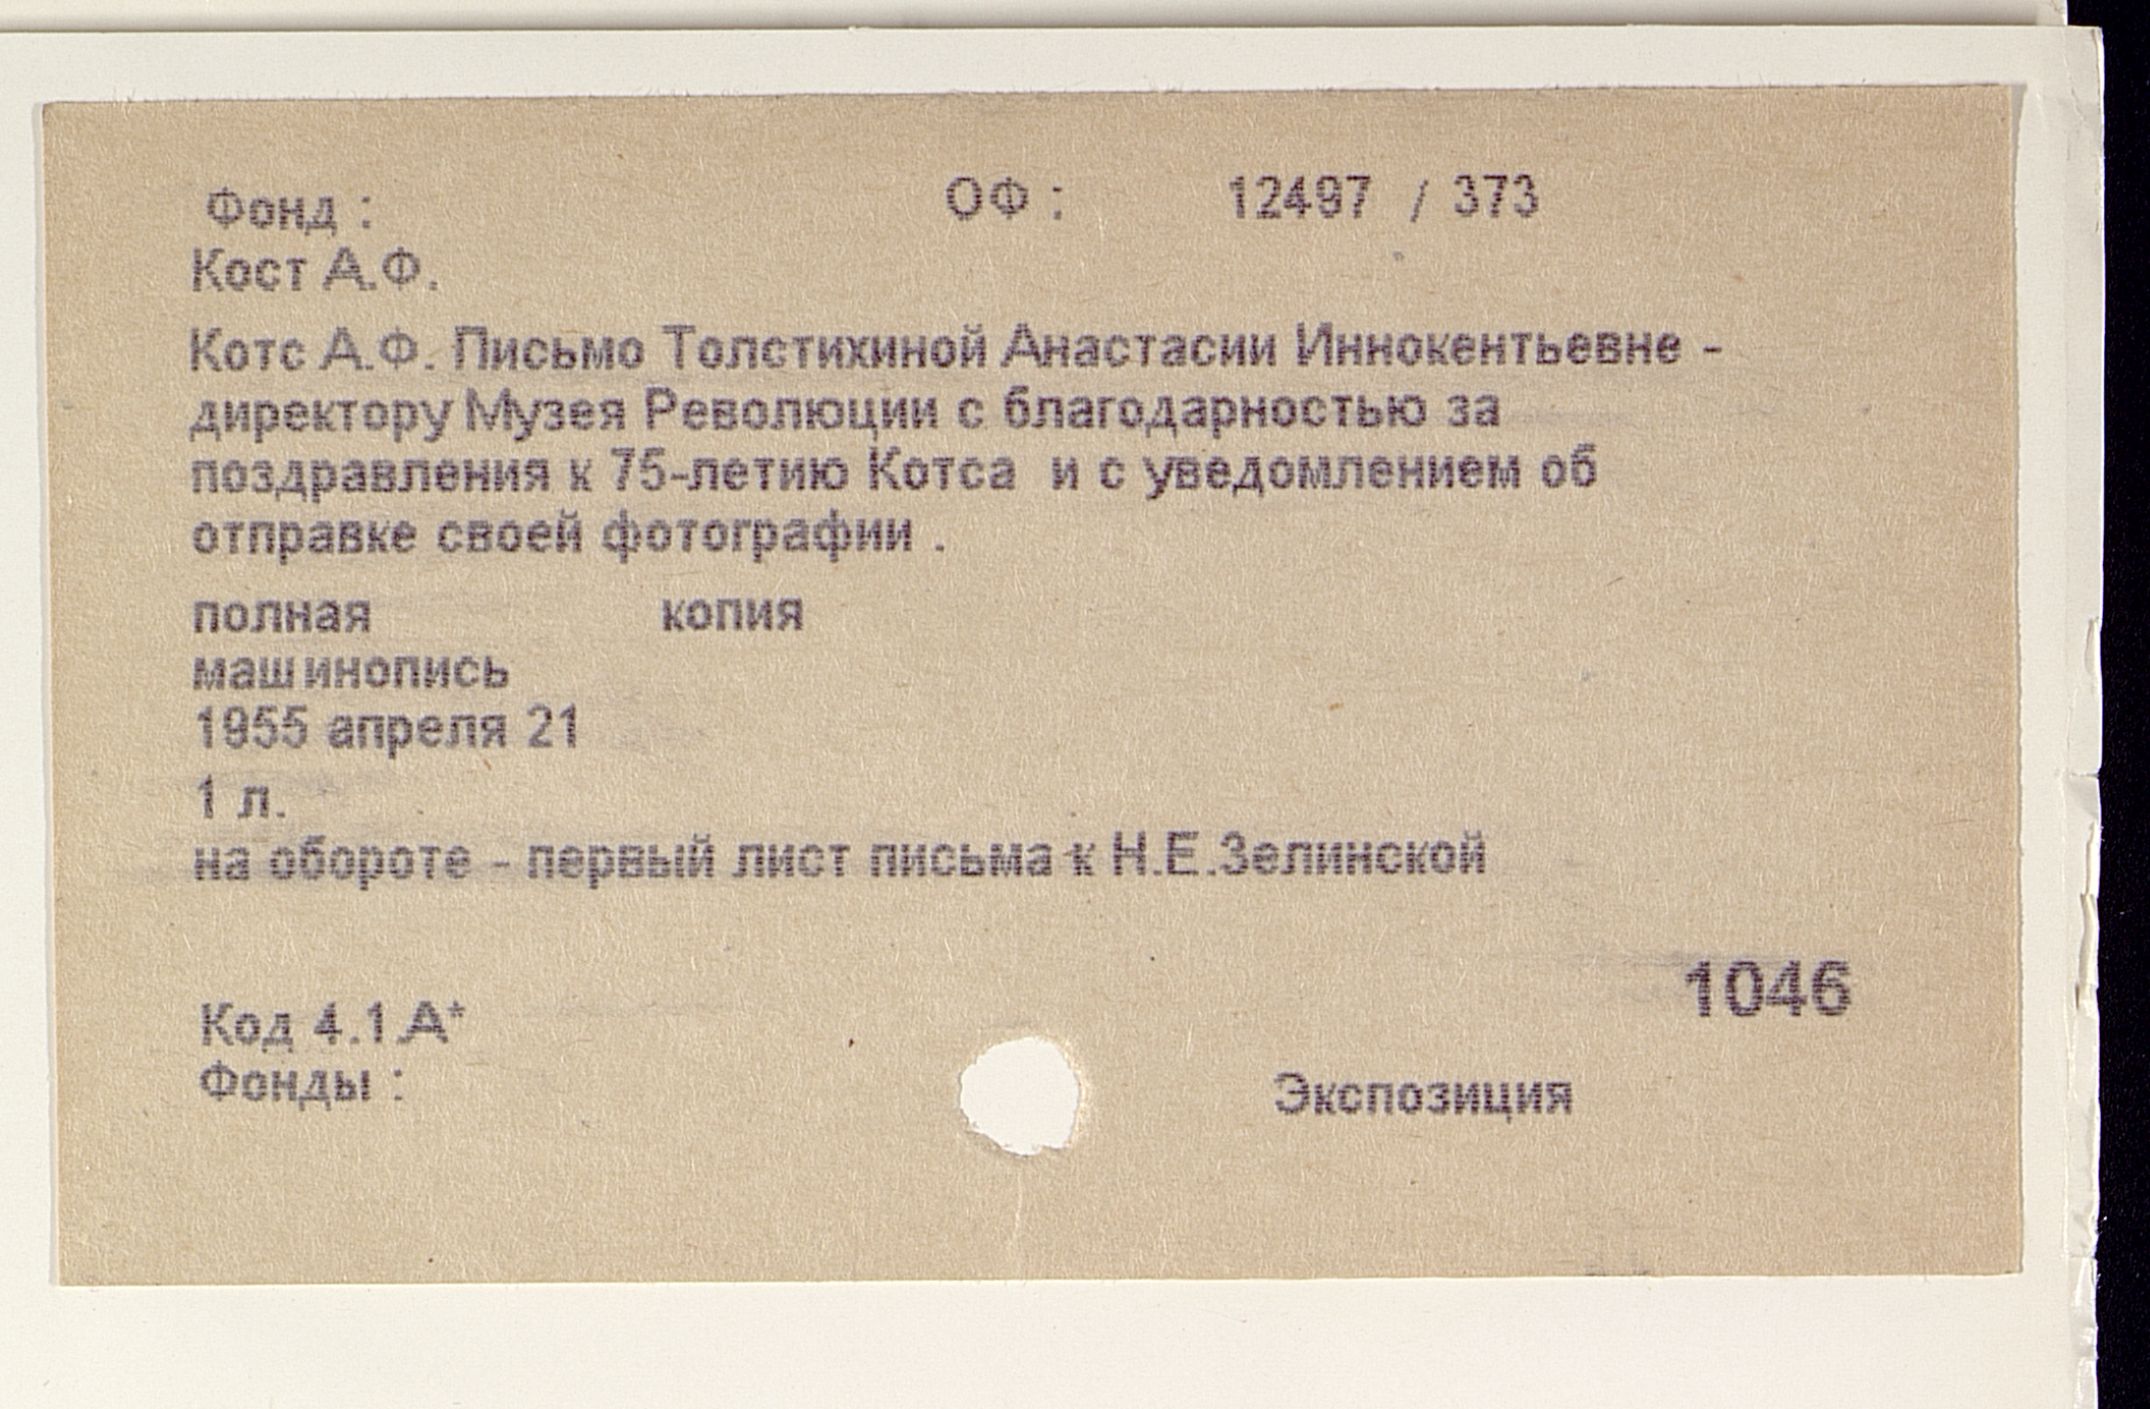 Фонд : ОФ : 12497 / 373
Кост А.Ф.
Котс А.Ф. Письмо Толстихиной Анастасии Иннокентьевне -
директору Музея Революции с благодарностью за
поздравления к 75-летию Котса и с уведомлением об
отправке своей фотографии .
полная копия
машинопись
1955 апреля 21
1 л.
на обороте - первый лист письма к Н.Е.Зелинской
1046
Код 4.1.А*
Фонды : Экспозиция